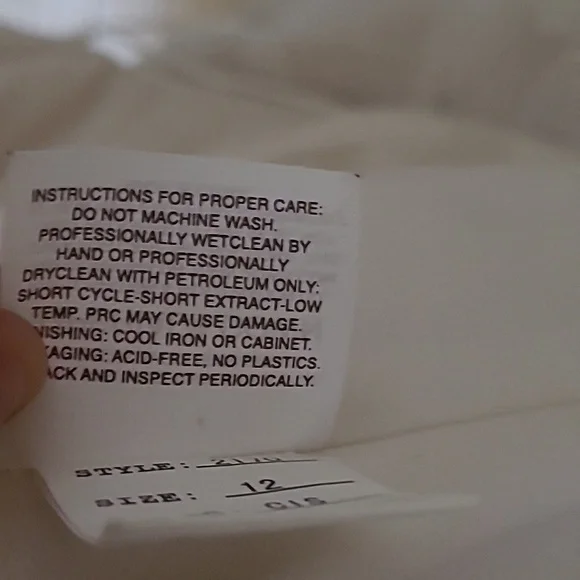 INSTRUCTIONS FOR PROPER CARE:
DO NOT MACHINE WASH.
PROFESSIONALLY WETCLEAN BY
HAND OR PROFESSIONALLY
DRYCLEAN WITH PETROLEUM ONLY:
SHORT CYCLE-SHORT EXTRACT-LOW
TEMP. PRC MAY CAUSE DAMAGE.
NISHING: COOL IRON OR CABINET.
KAGING: ACID-FREE, NO PLASTICS.
ACK AND INSPECT PERIODICALLY.
STYLE:
SIZE: 12